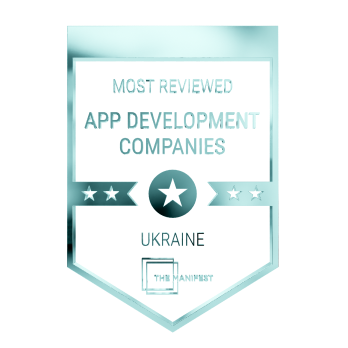 MOST REVIEWED
APP DEVELOPMENT
COMPANIES
UKRAINE
THE MANIFEST